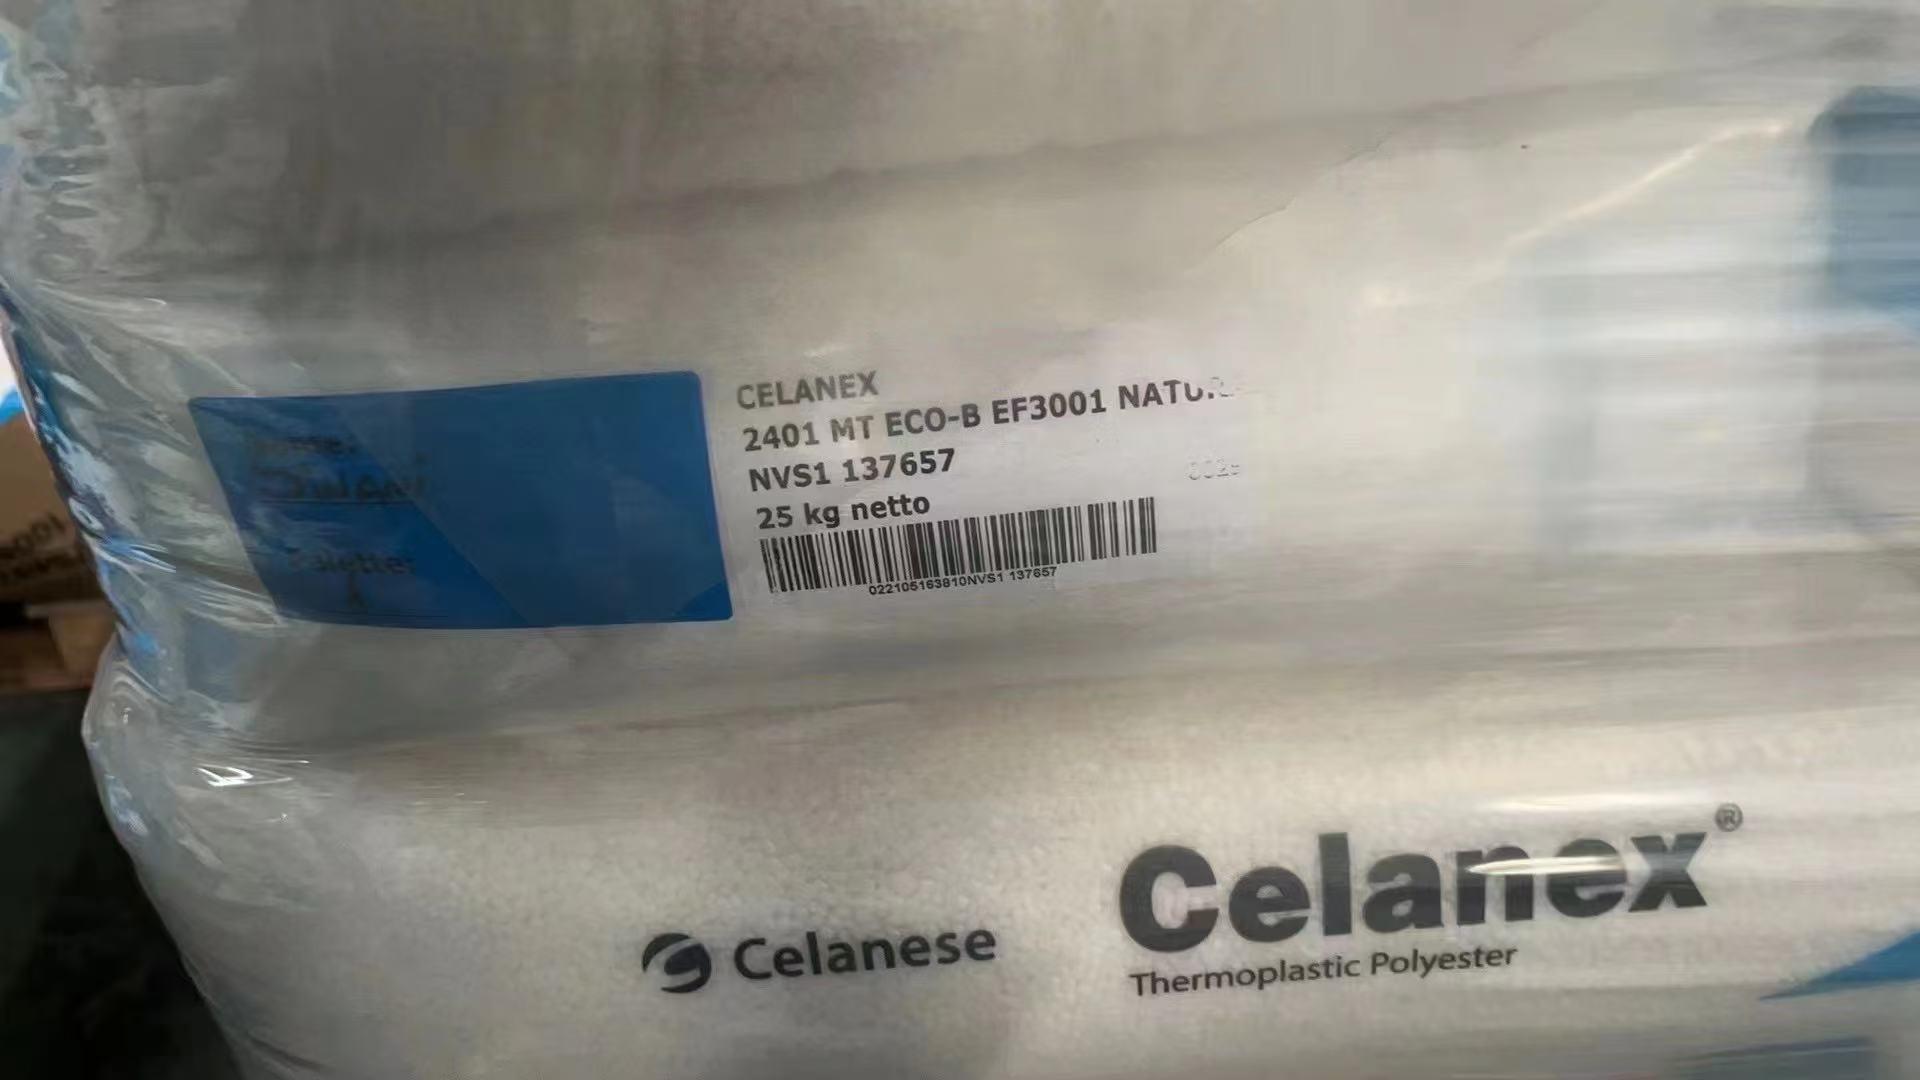 CELANEX
2401 MT ECO-B EF3001
NVS1 137657
25 kg netto
022105163810NVS1 137657
Celanese
Celanex®
Thermoplastic Polyester